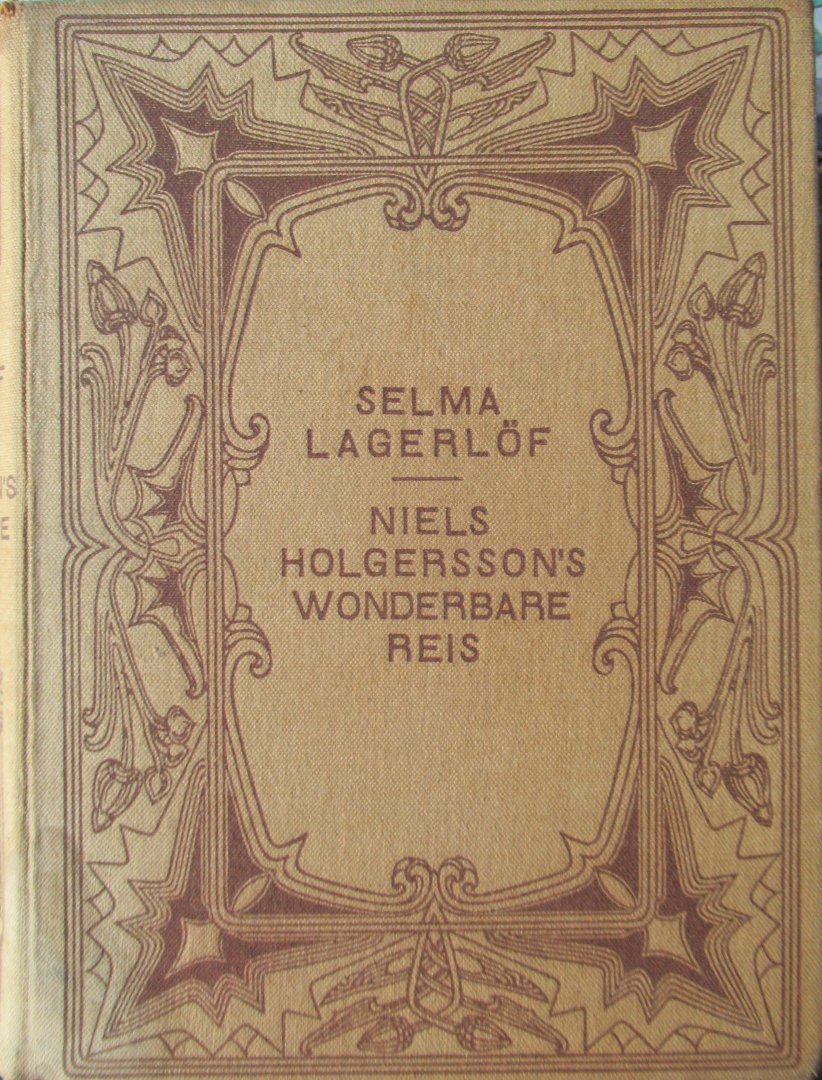 SELMA
LAGERLÖF
NIELS
HOLGERSSON'S
WONDERBARE
REIS